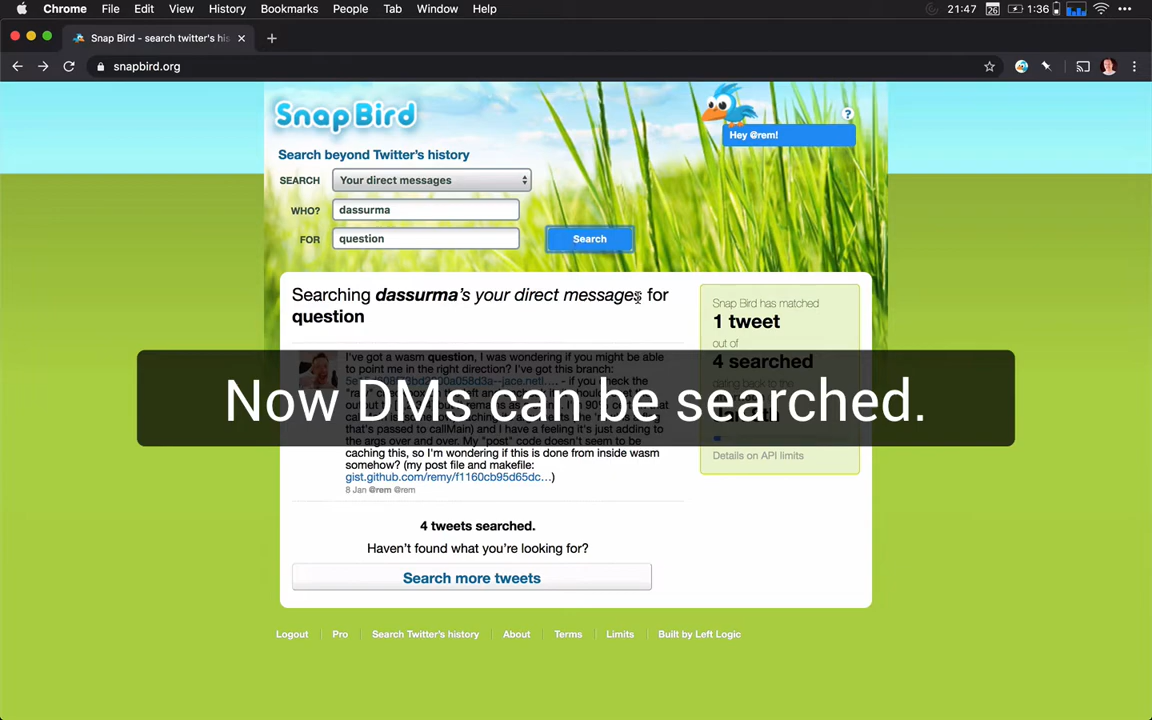 Chrome File Edit View History Bookmarks People Tab Window Help 21:47 26 1:36
Snap Bird - search twitter's his
snapbird.org
SnapBird
?
Hey @rem!
Search beyond Twitter's history
SEARCH Your direct messages
WHO? dassurma
FOR question Search
Searching dassurma's your direct messages for
question
Snap Bird has matched
1 tweet
out of
4 searched
dating back to the
I've got a wasm question, I was wondering if you might be able
to point me in the right direction? I've got this branch:
Now DMs can be searched.
that's passed to callMain) and I have a feeling it's just adding to
the args over and over. My "post" code doesn't seem to be
caching this, so I'm wondering if this is done from inside wasm
somehow? (my post file and makefile:
gist.github.com/remy/f1160cb95d65dc…)
8 Jan @rem @rem
Details on API limits
4 tweets searched.
Haven't found what you're looking for?
Search more tweets
Logout Pro Search Twitter's history About Terms Limits Built by Left Logic